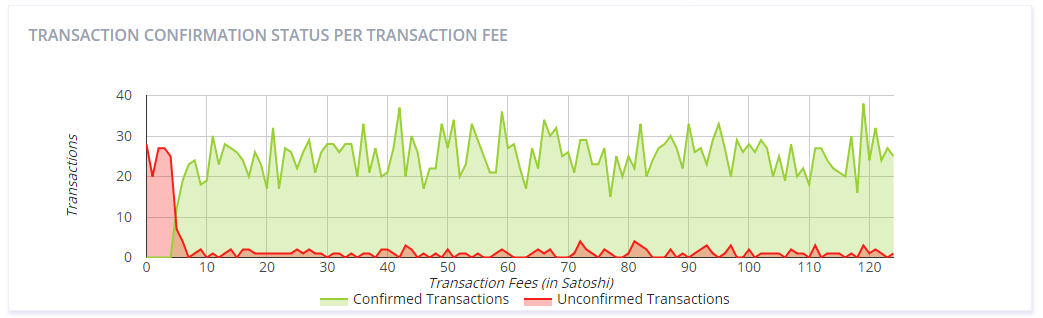 TRANSACTION CONFIRMATION STATUS PER TRANSACTION FEE
40
30
20
10
0
Transactions
0 10 20 30 40 50 60 70 80 90 100 110 120
Transaction Fees (in Satoshi)
Confirmed Transactions Unconfirmed Transactions